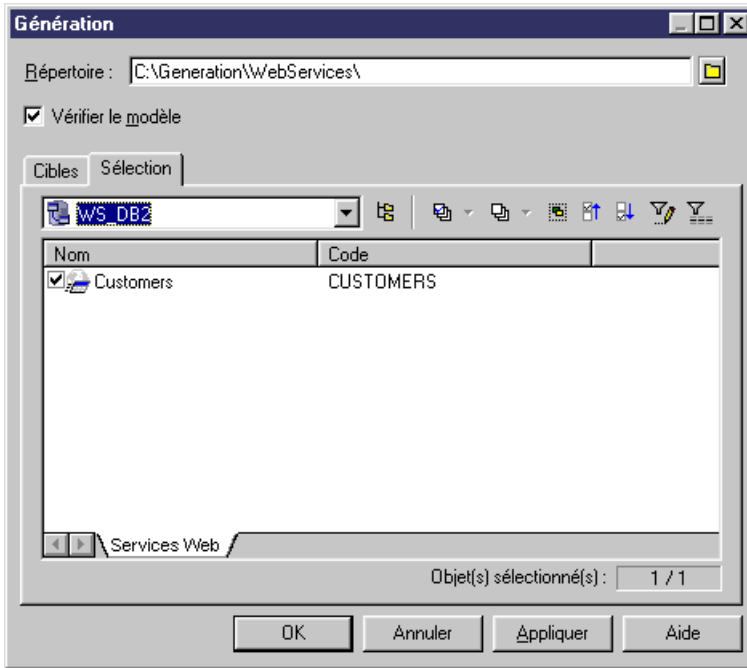 Génération
Répertoire : C:\Generation\WebServices\
Vérifier le modèle
Cibles Sélection
WS_DB2
Nom Code
Customers CUSTOMERS
Services Web
Objet(s) sélectionné(s) : 1 / 1
OK Annuler Appliquer Aide